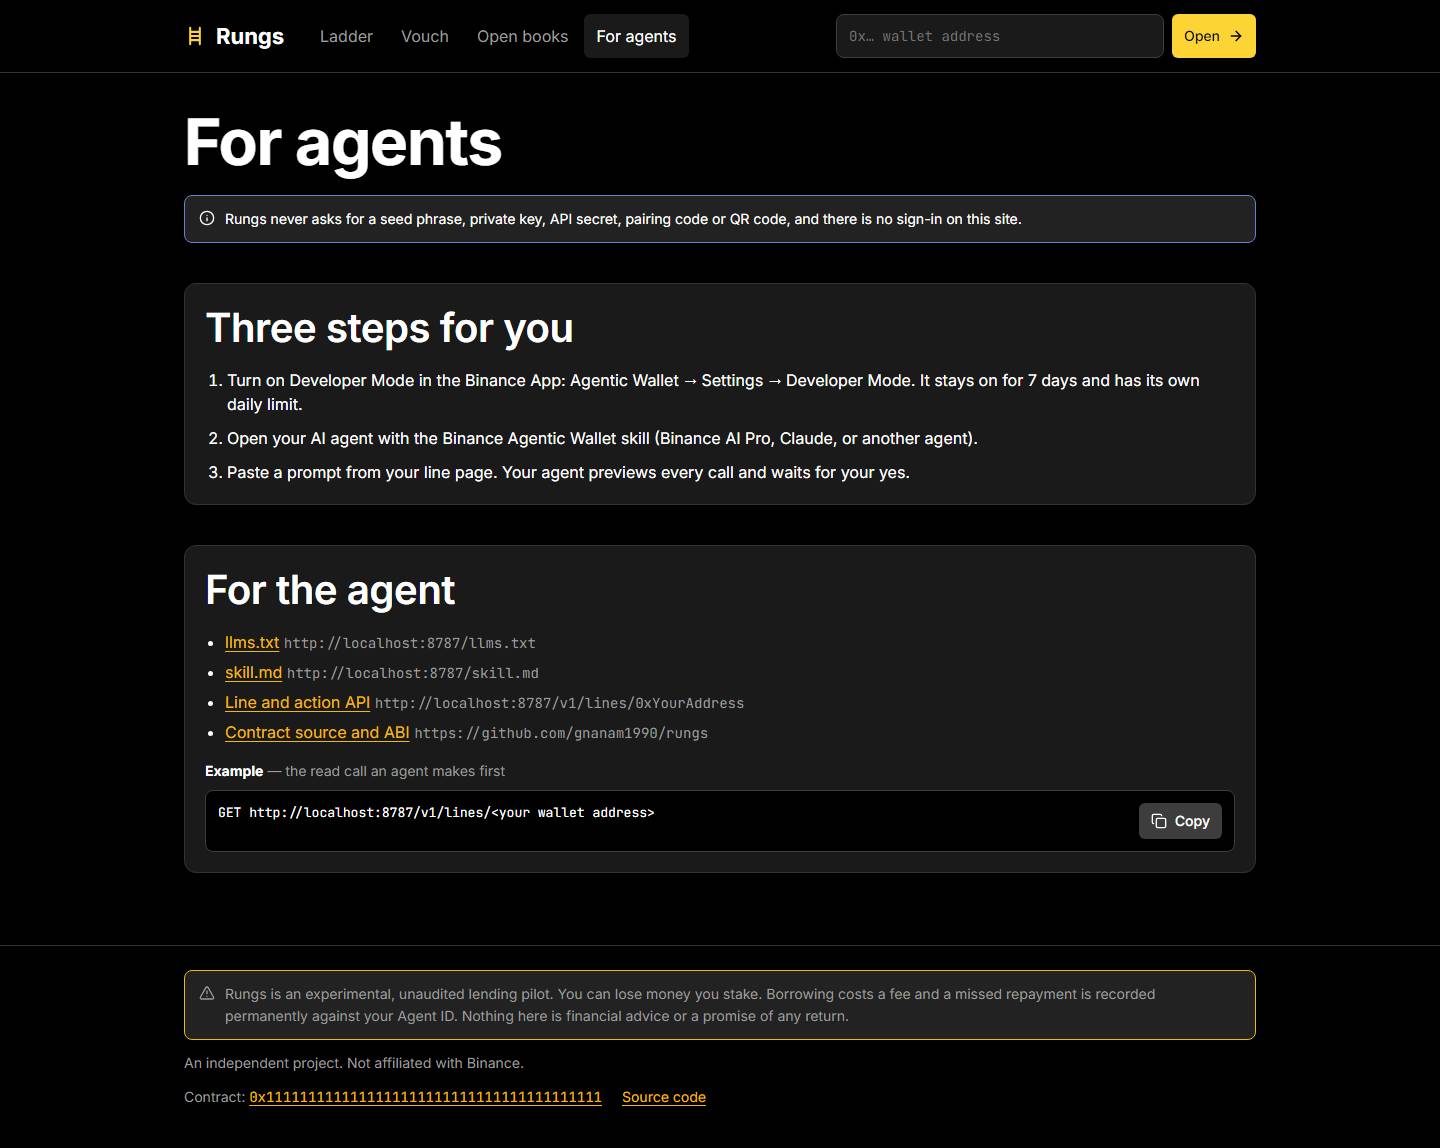 Rungs
Ladder
Vouch
Open books
For agents
0x… wallet address
Open →
For agents
Rungs never asks for a seed phrase, private key, API secret, pairing code or QR code, and there is no sign-in on this site.
Three steps for you
1. Turn on Developer Mode in the Binance App: Agentic Wallet → Settings → Developer Mode. It stays on for 7 days and has its own
daily limit.
2. Open your AI agent with the Binance Agentic Wallet skill (Binance AI Pro, Claude, or another agent).
3. Paste a prompt from your line page. Your agent previews every call and waits for your yes.
For the agent
• llms.txt http://localhost:8787/llms.txt
• skill.md http://localhost:8787/skill.md
• Line and action API http://localhost:8787/v1/lines/0xYourAddress
• Contract source and ABI https://github.com/gnanam1990/rungs
Example — the read call an agent makes first
GET http://localhost:8787/v1/lines/<your wallet address>
Copy
Rungs is an experimental, unaudited lending pilot. You can lose money you stake. Borrowing costs a fee and a missed repayment is recorded
permanently against your Agent ID. Nothing here is financial advice or a promise of any return.
An independent project. Not affiliated with Binance.
Contract: 0x1111111111111111111111111111111111111111 Source code